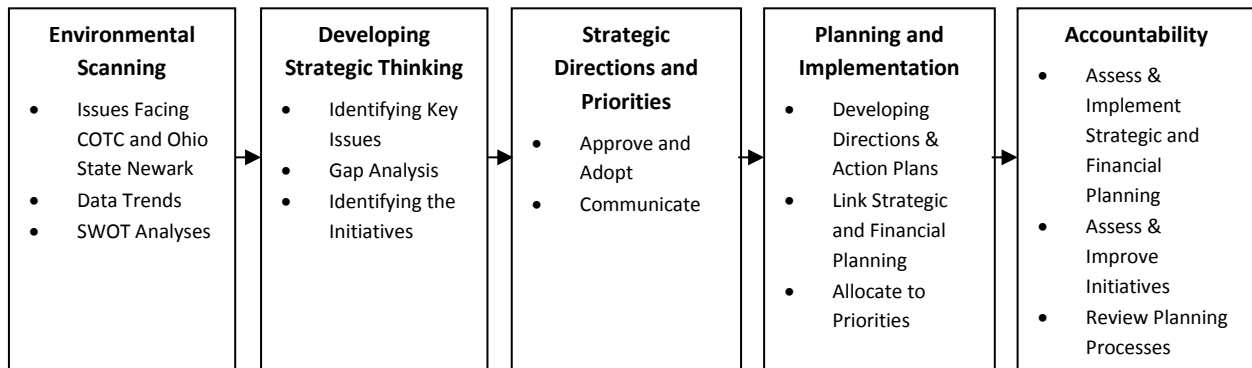 Environmental
Scanning
• Issues Facing
COTC and Ohio
State Newark
• Data Trends
• SWOT Analyses
Developing
Strategic Thinking
• Identifying Key
Issues
• Gap Analysis
• Identifying the
Initiatives
Strategic
Directions and
Priorities
• Approve and
Adopt
• Communicate
Planning and
Implementation
• Developing
Directions &
Action Plans
• Link Strategic
and Financial
Planning
• Allocate to
Priorities
Accountability
• Assess &
Implement
Strategic and
Financial
Planning
• Assess &
Improve
Initiatives
• Review Planning
Processes